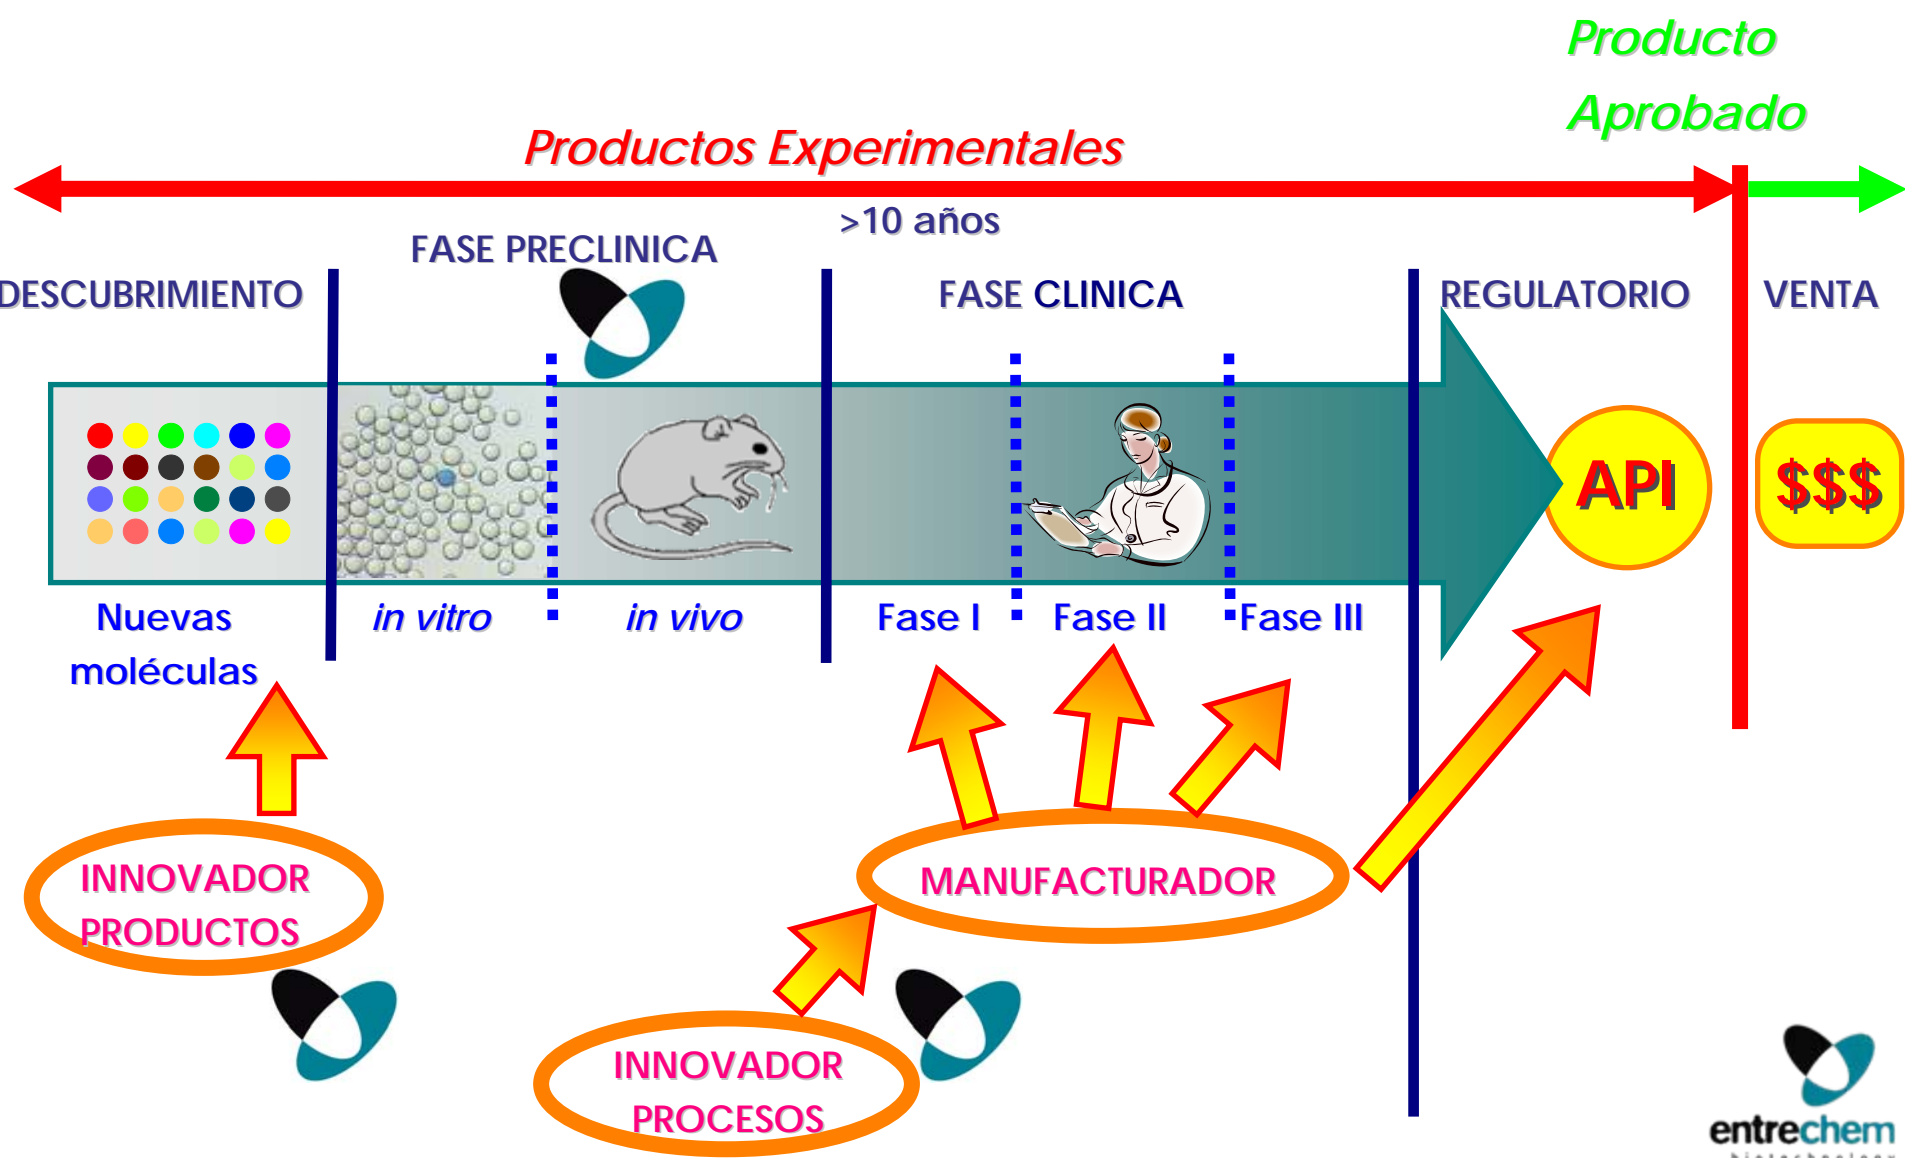 Producto
Aprobado
Productos Experimentales
>10 años
FASE PRECLINICA
DESCUBRIMIENTO
FASE CLINICA
REGULATORIO
VENTA
API
$$$
Nuevas
moléculas
in vitro
in vivo
Fase I
Fase II
Fase III
INNOVADOR
PRODUCTOS
MANUFACTURADOR
INNOVADOR
PROCESOS
entrechem